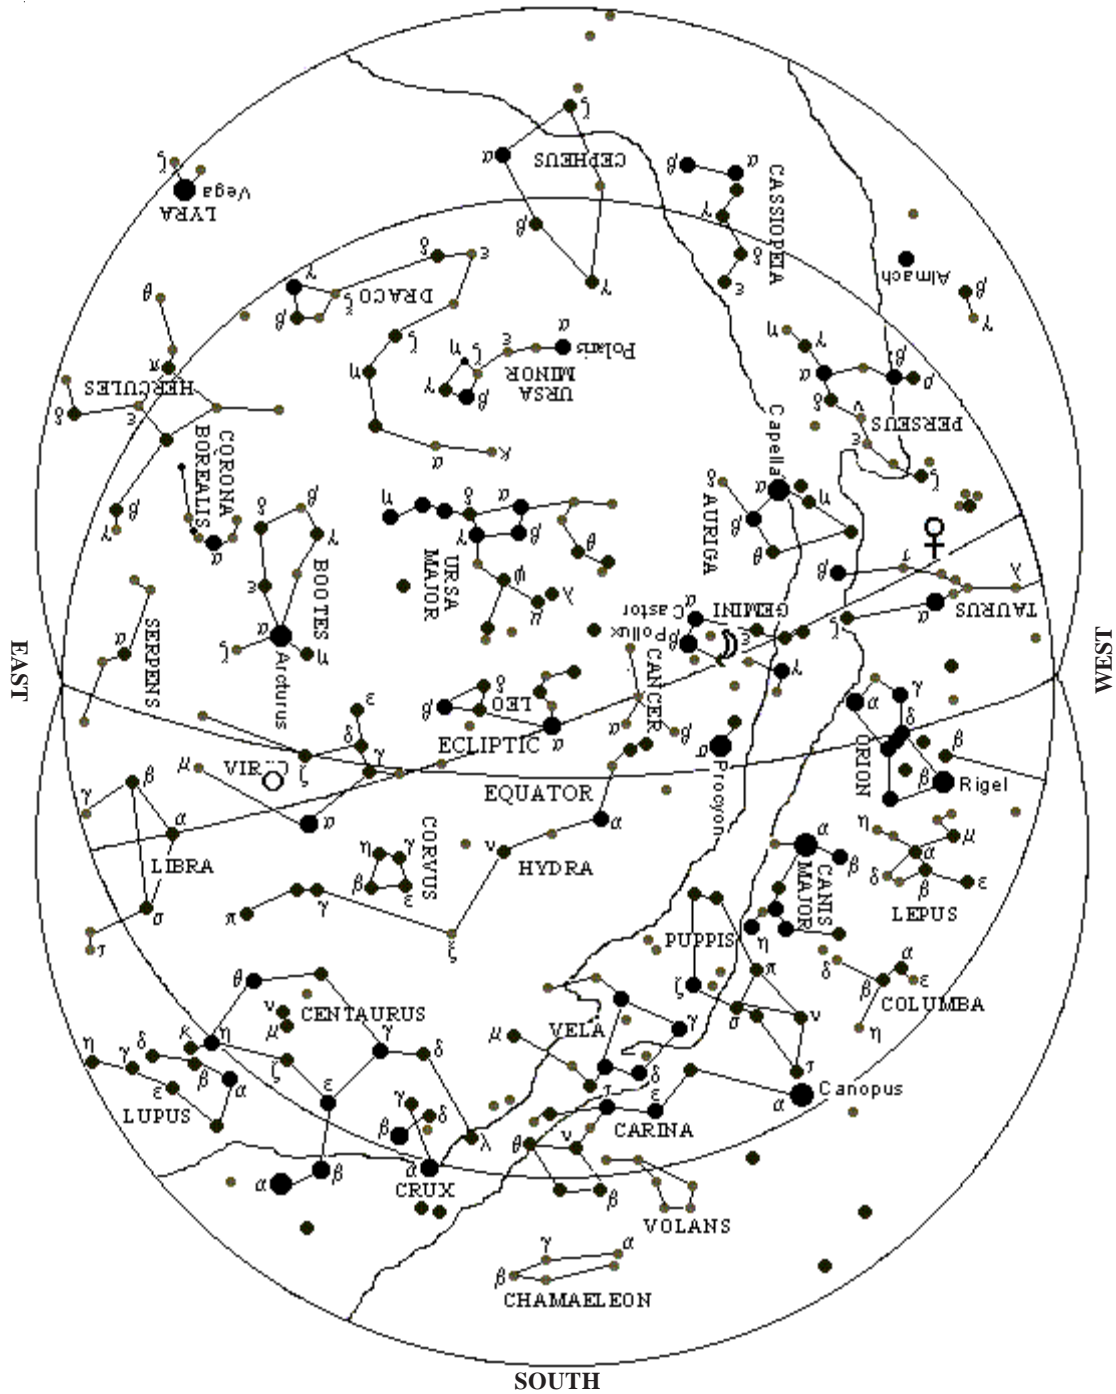 ζ
α
CEPHEUS
β
γ
β
α
CASSIOPEIA
γ
δ
ε
ζ
Vega
LYRA
δ
ε
γ
DRACO
ζ
β
Almach
β
γ
θ
π
HERCULES
δ
ε
β
γ
ζ
η
α
κ
η
ζ
ε
α
Polaris
γ
β
URSA
MINOR
η
γ
α
β
ρ
δ
ν
PERSEUS
ε
ζ
Capella
α
δ
η
β
AURIGA
θ
CORONA
BOREALIS
α
δ
β
γ
BOOTES
ε
α
ζ
η
Arcturus
η
δ
α
γ
β
URSA
MAJOR
θ
ψ
λ
μ
♀
τ
β
λ
TAURUS
ζ
α
Castor
GEMINI
Pollux
β
ε
γ
EAST
WEST
SERPENS
α
CANCER
α
β
δ
LEO
β
α
ECLIPTIC
ε
δ
γ
ζ
VIR
μ
α
EQUATOR
α
Procyon
α
γ
δ
ORION
β
β
Rigel
β
γ
α
LIBRA
σ
τ
CORVUS
η
γ
β
ε
ν
HYDRA
α
π
γ
ξ
α
β
CANIS
MAJOR
η
η
μ
α
δ
β
ε
LEPUS
PUPPIS
π
ζ
σ
ν
τ
α
δ
β
ε
COLUMBA
η
θ
ν
CENTAURUS
μ
κ
η
γ
δ
ζ
ε
λ
β
α
η
γ
δ
β
α
ε
LUPUS
μ
VELA
γ
δ
τ
Canopus
α
ε
CARINA
θ
ν
β
γ
δ
β
α
CRUX
VOLANS
γ
α
β
CHAMAELEON
SOUTH